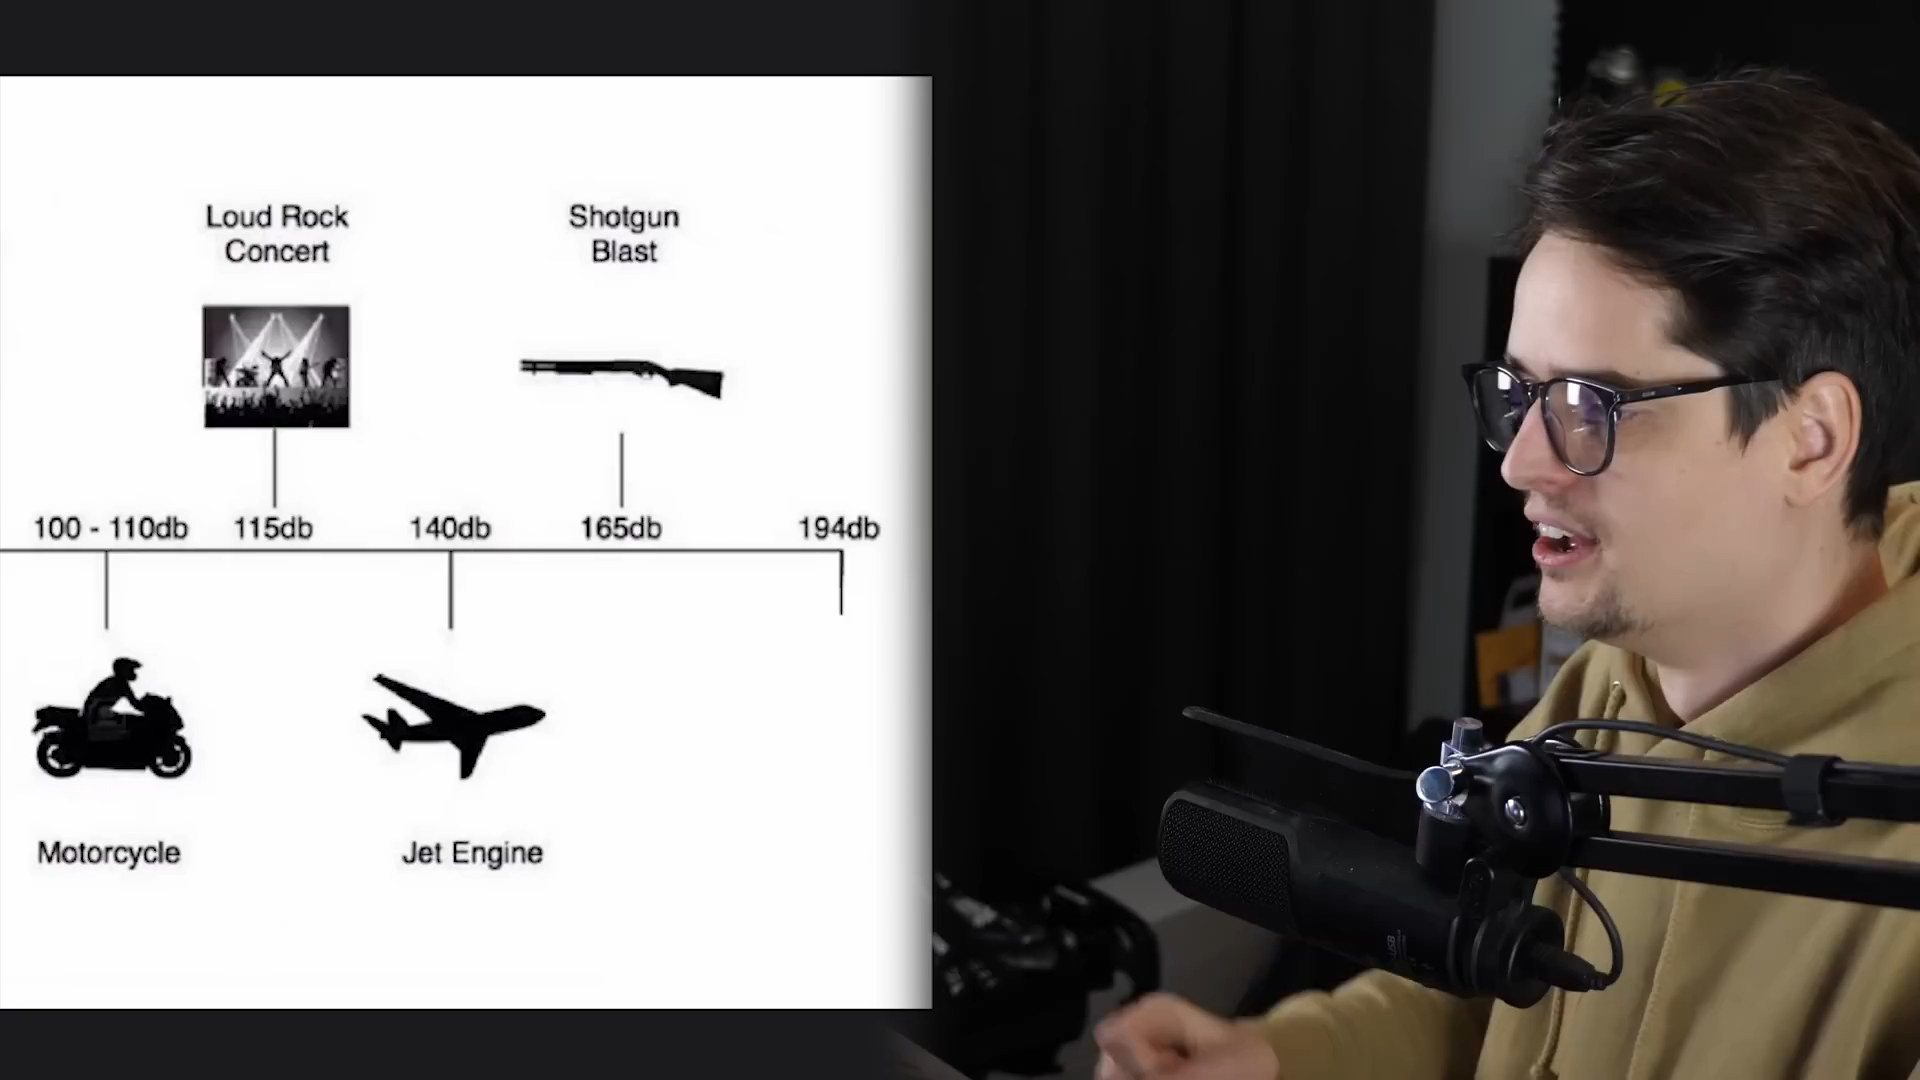 Loud Rock
Concert
Shotgun
Blast
100 - 110db
115db
140db
165db
194db
Motorcycle
Jet Engine